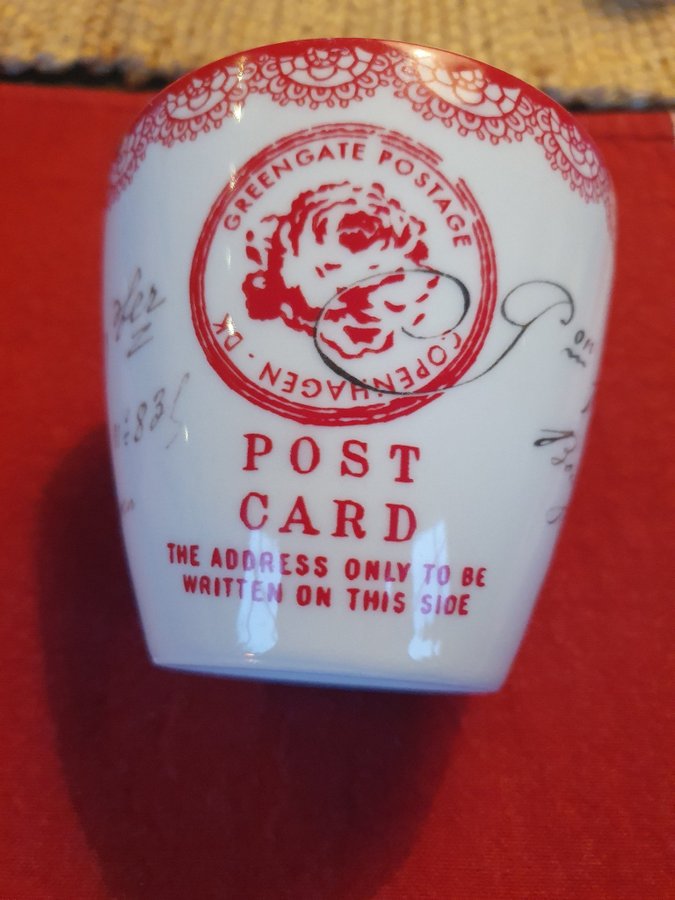 GREENGATE POSTAGE
COPENHAGEN · DK
POST
CARD
THE ADDRESS ONLY TO BE
WRITTEN ON THIS SIDE